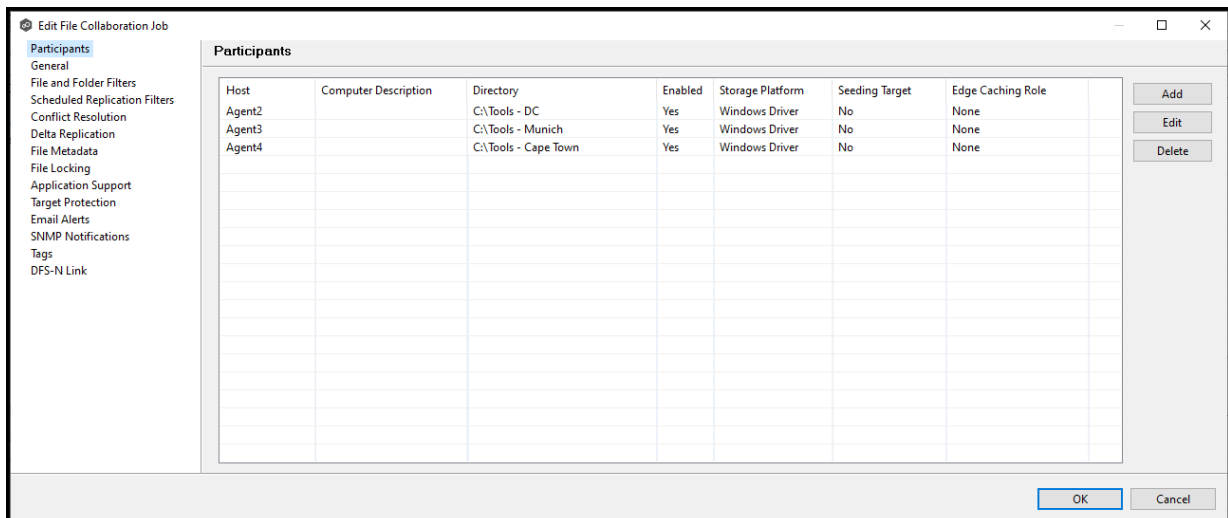 Edit File Collaboration Job
Participants
General
File and Folder Filters
Scheduled Replication Filters
Conflict Resolution
Delta Replication
File Metadata
File Locking
Application Support
Target Protection
Email Alerts
SNMP Notifications
Tags
DFS-N Link
Participants
Host Computer Description Directory Enabled Storage Platform Seeding Target Edge Caching Role
Agent2 C:\Tools - DC Yes Windows Driver No None
Agent3 C:\Tools - Munich Yes Windows Driver No None
Agent4 C:\Tools - Cape Town Yes Windows Driver No None
Add
Edit
Delete
OK Cancel